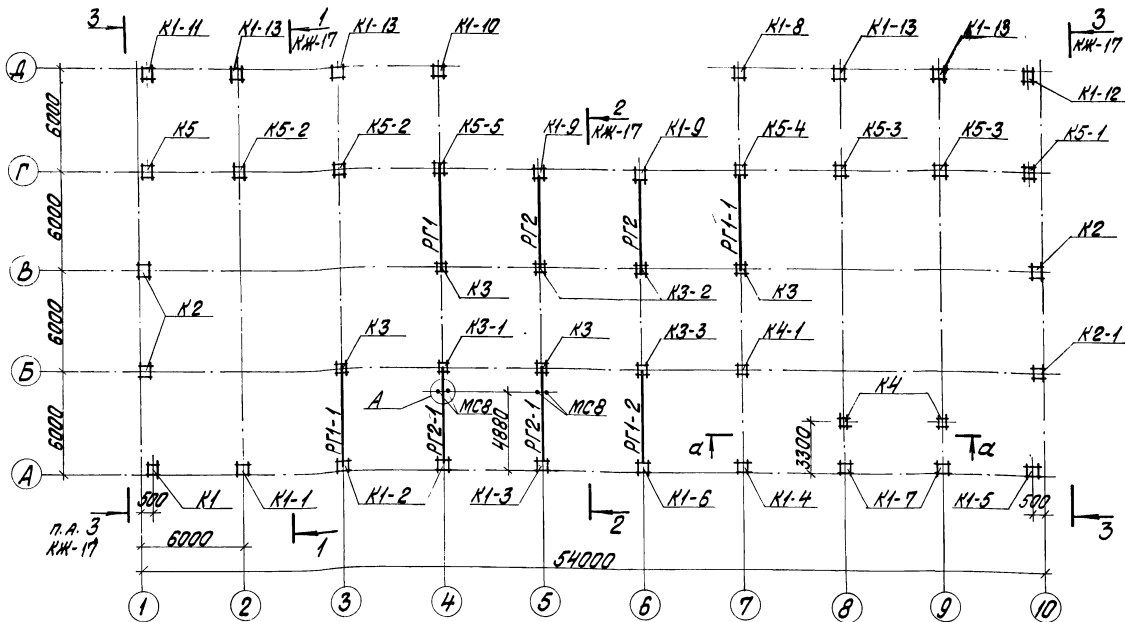 3
К1-11
К1-13
1
КЖ-17
К1-13
К1-10
К1-8
К1-13
К1-13
3
КЖ-17
Д
К1-12
6000
К5
К5-2
К5-2
К5-5
К1-9
2
КЖ-17
К1-9
К5-4
К5-3
К5-3
К5-1
Г
6000
РГ1
РГ2
РГ2
РГ1-1
К2
В
К2
К3
К3-2
К3
6000
К3
К3-1
К3
К3-3
К4-1
К2-1
Б
А
МС8
4880
МС8
К4
6000
РГ1-1
РГ2-1
РГ2-1
РГ1-2
а
3300
а
А
500
К1
К1-1
К1-2
К1-3
К1-6
К1-4
К1-7
К1-5
500
п.А. 3
КЖ-17
6000
1
2
3
54000
1
2
3
4
5
6
7
8
9
10